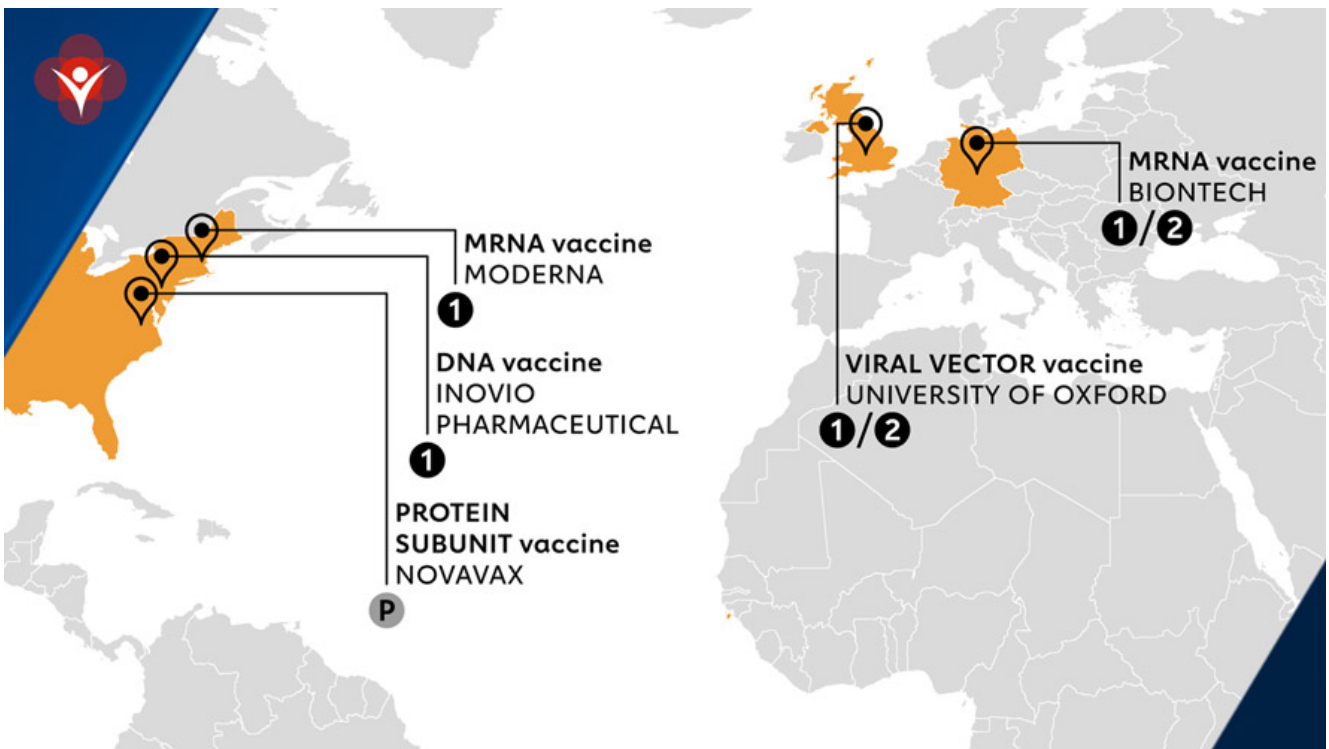 MRNA vaccine
MODERNA
1
DNA vaccine
INOVIO
PHARMACEUTICAL
1
PROTEIN
SUBUNIT vaccine
NOVAVAX
P
MRNA vaccine
BIONTECH
1/2
VIRAL VECTOR vaccine
UNIVERSITY OF OXFORD
1/2